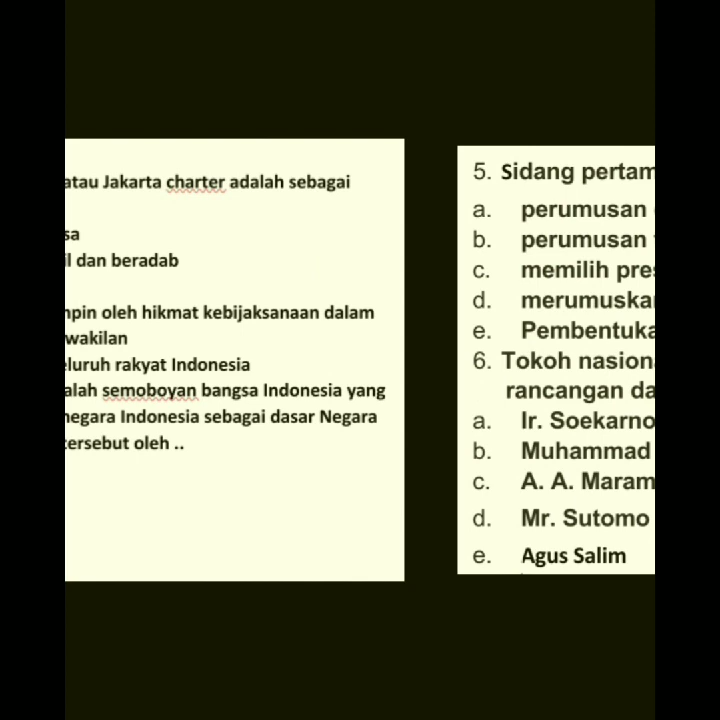 atau Jakarta charter adalah sebagai
sa
il dan beradab
npin oleh hikmat kebijaksanaan dalam
wakilan
eluruh rakyat Indonesia
alah semoboyan bangsa Indonesia yang
negara Indonesia sebagai dasar Negara
tersebut oleh ..
5. Sidang pertam
a. perumusan
b. perumusan
c. memilih pres
d. merumuska
e. Pembentuka
6. Tokoh nasion
rancangan da
a. Ir. Soekarno
b. Muhammad
c. A. A. Maram
d. Mr. Sutomo
e. Agus Salim